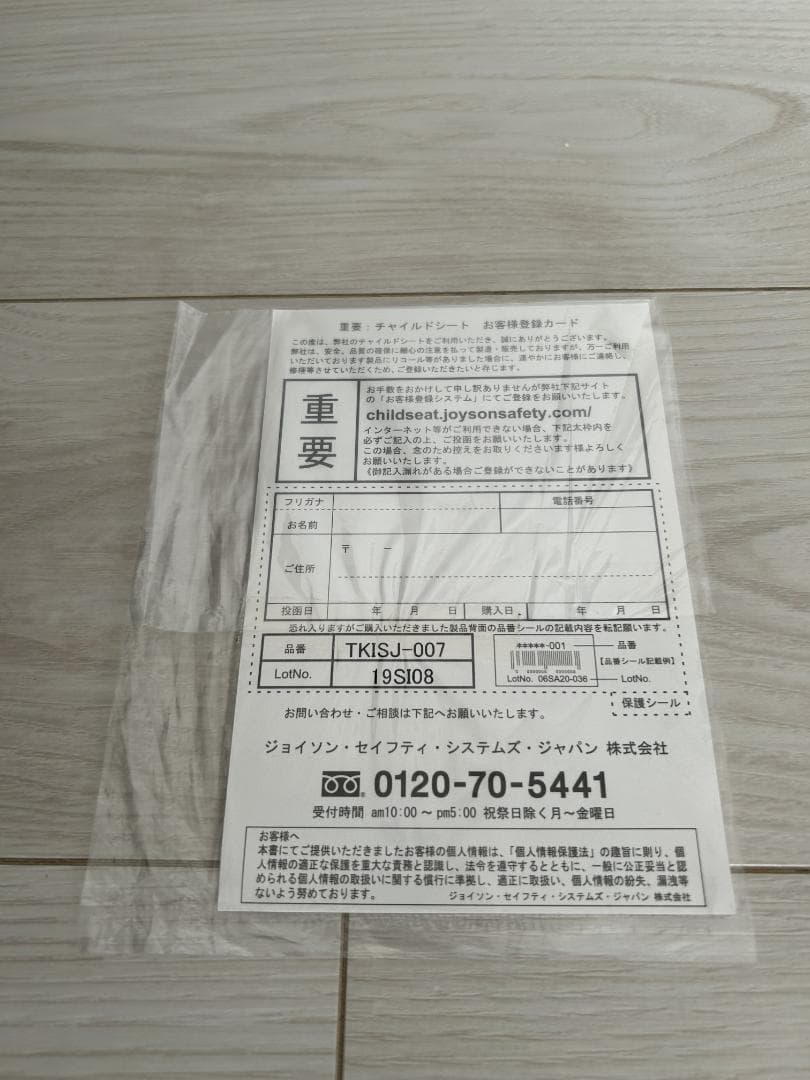 重要：チャイルドシート　お客様登録カード
この度は、弊社のチャイルドシートをご利用いただき、誠にありがとうございます。
弊社は、安全、品質の確保に細心の注意を払って製造・販売しておりますが、万一ご利用
いただいております製品にリコール等がありました場合に、速やかにお客様にご連絡し、
修理等させていただくため、ご登録いただきたいと存じます。
重要
お手数をおかけして申し訳ありませんが弊社下記サイト
の「お客様登録システム」にてご登録をお願いいたします。
childseat.joysonsafety.com/
インターネット等がご利用できない場合、下記太枠内を
必ずご記入の上、ご投函をお願いいたします。
この場合、念のため控えをお取りくださいます様よろしく
お願いいたします。
《御記入漏れがある場合ご登録ができないことがあります》
フリガナ
電話番号
お名前
ご住所
〒　－
投函日　年　月　日　購入日．　年　月　日
恐れ入りますがご購入いただきました製品背面の品番シールの記載内容を転記願います。
品番　TKISJ-007
LotNo.　19SI08
*****-001　品番
【品番シール記載例】
LotNo. 06SA20-036　LotNo.
保護シール
お問い合わせ・ご相談は下記へお願いいたします。
ジョイソン・セイフティ・システムズ・ジャパン 株式会社
0120-70-5441
受付時間 am10:00 ～ pm5:00 祝祭日除く月～金曜日
お客様へ
本書にてご提供いただきましたお客様の個人情報は、「個人情報保護法」の趣旨に則り、個
人情報の適正な保護を重大な責務と認識し、法令を遵守するとともに、一般に公正妥当と認
められる個人情報の取扱いに関する慣行に準拠し、適正に取扱い、個人情報の紛失、漏洩等
ないよう努めております。
ジョイソン・セイフティ・システムズ・ジャパン 株式会社